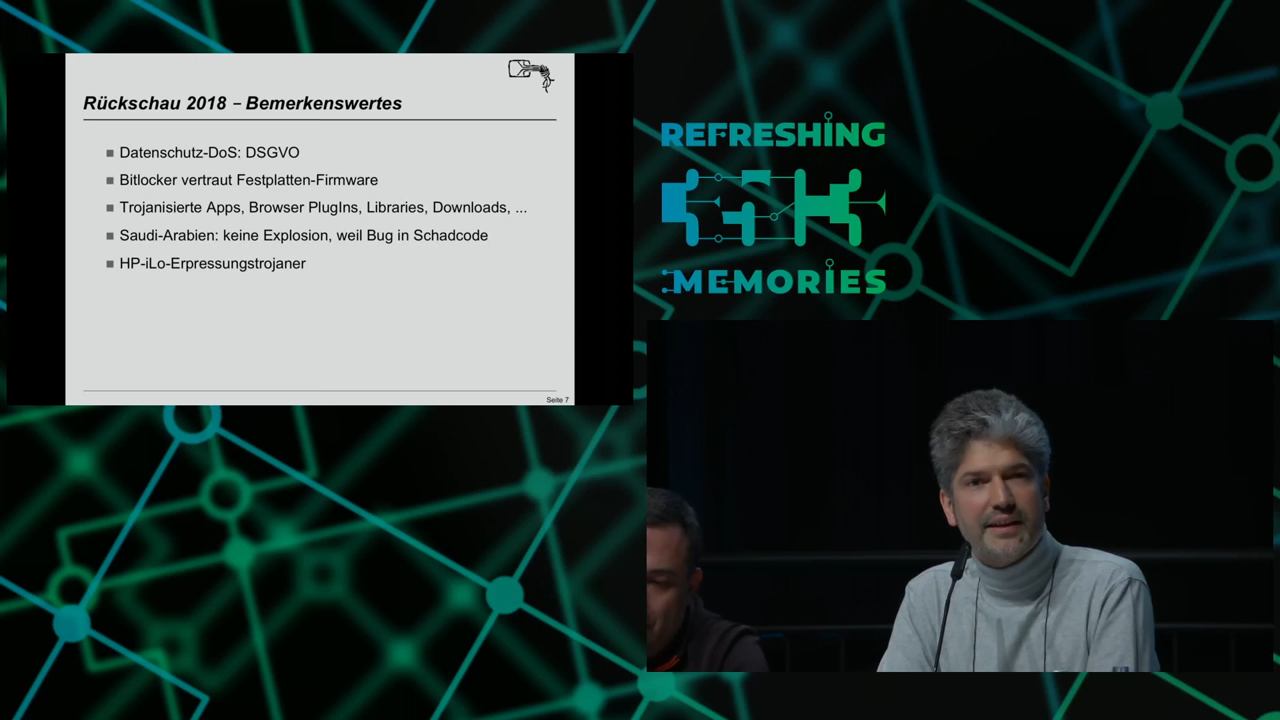 Rückschau 2018 – Bemerkenswertes
Datenschutz-DoS: DSGVO
Bitlocker vertraut Festplatten-Firmware
Trojanisierte Apps, Browser PlugIns, Libraries, Downloads, ...
Saudi-Arabien: keine Explosion, weil Bug in Schadcode
HP-iLo-Erpressungstrojaner
Seite 7
REFRESHING
MEMORIES